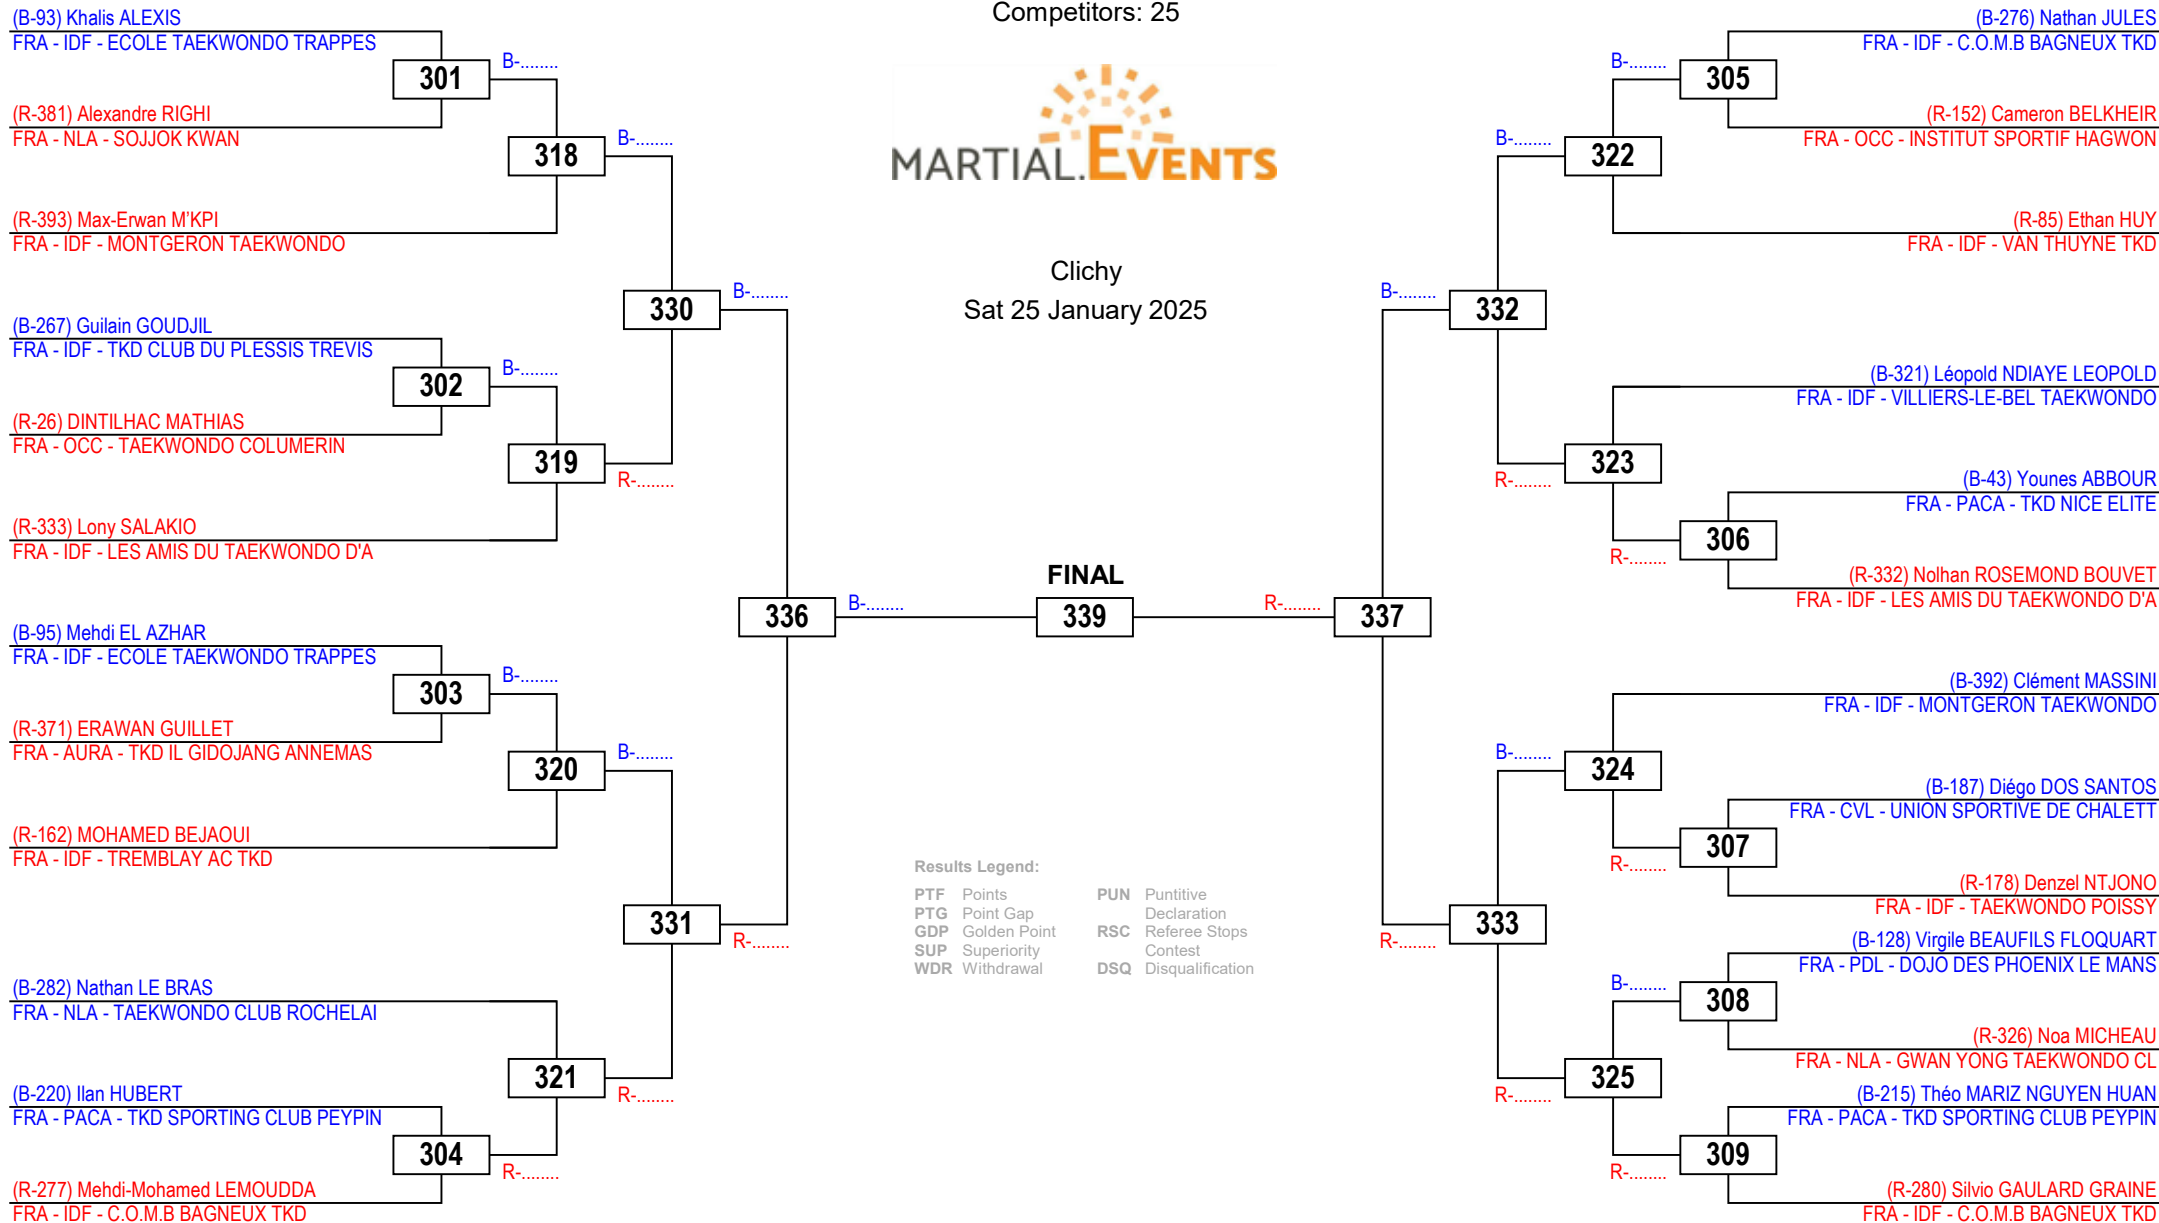 Competitors: 25
MARTIAL.EVENTS
Clichy
Sat 25 January 2025
(B-93) Khalis ALEXIS
FRA - IDF - ECOLE TAEKWONDO TRAPPES
301
B-........
(R-381) Alexandre RIGHI
FRA - NLA - SOJJOK KWAN
318
B-........
(R-393) Max-Erwan M'KPI
FRA - IDF - MONTGERON TAEKWONDO
330
B-........
(B-267) Guilain GOUDJIL
FRA - IDF - TKD CLUB DU PLESSIS TREVIS
302
B-........
(R-26) DINTILHAC MATHIAS
FRA - OCC - TAEKWONDO COLUMERIN
319
R-........
(R-333) Lony SALAKIO
FRA - IDF - LES AMIS DU TAEKWONDO D'A
336
B-........
(B-95) Mehdi EL AZHAR
FRA - IDF - ECOLE TAEKWONDO TRAPPES
303
B-........
(R-371) ERAWAN GUILLET
FRA - AURA - TKD IL GIDOJANG ANNEMAS
320
B-........
(R-162) MOHAMED BEJAOUI
FRA - IDF - TREMBLAY AC TKD
331
R-........
(B-282) Nathan LE BRAS
FRA - NLA - TAEKWONDO CLUB ROCHELAI
321
R-........
(B-220) Ilan HUBERT
FRA - PACA - TKD SPORTING CLUB PEYPIN
304
R-........
(R-277) Mehdi-Mohamed LEMOUDDA
FRA - IDF - C.O.M.B BAGNEUX TKD
FINAL
339
Results Legend:
PTF Points
PTG Point Gap
GDP Golden Point
SUP Superiority
WDR Withdrawal
PUN Puntitive
Declaration
RSC Referee Stops
Contest
DSQ Disqualification
(B-276) Nathan JULES
FRA - IDF - C.O.M.B BAGNEUX TKD
B-........
305
(R-152) Cameron BELKHEIR
FRA - OCC - INSTITUT SPORTIF HAGWON
B-........
322
(R-85) Ethan HUY
FRA - IDF - VAN THUYNE TKD
B-........
332
(B-321) Léopold NDIAYE LEOPOLD
FRA - IDF - VILLIERS-LE-BEL TAEKWONDO
R-........
323
(B-43) Younes ABBOUR
FRA - PACA - TKD NICE ELITE
R-........
306
(R-332) Nolhan ROSEMOND BOUVET
FRA - IDF - LES AMIS DU TAEKWONDO D'A
R-........
337
(B-392) Clément MASSINI
FRA - IDF - MONTGERON TAEKWONDO
B-........
324
(B-187) Diégo DOS SANTOS
FRA - CVL - UNION SPORTIVE DE CHALETT
R-........
307
(R-178) Denzel NTJONO
FRA - IDF - TAEKWONDO POISSY
R-........
333
(B-128) Virgile BEAUFILS FLOQUART
FRA - PDL - DOJO DES PHOENIX LE MANS
B-........
308
(R-326) Noa MICHEAU
FRA - NLA - GWAN YONG TAEKWONDO CL
R-........
325
(B-215) Théo MARIZ NGUYEN HUAN
FRA - PACA - TKD SPORTING CLUB PEYPIN
R-........
309
(R-280) Silvio GAULARD GRAINE
FRA - IDF - C.O.M.B BAGNEUX TKD